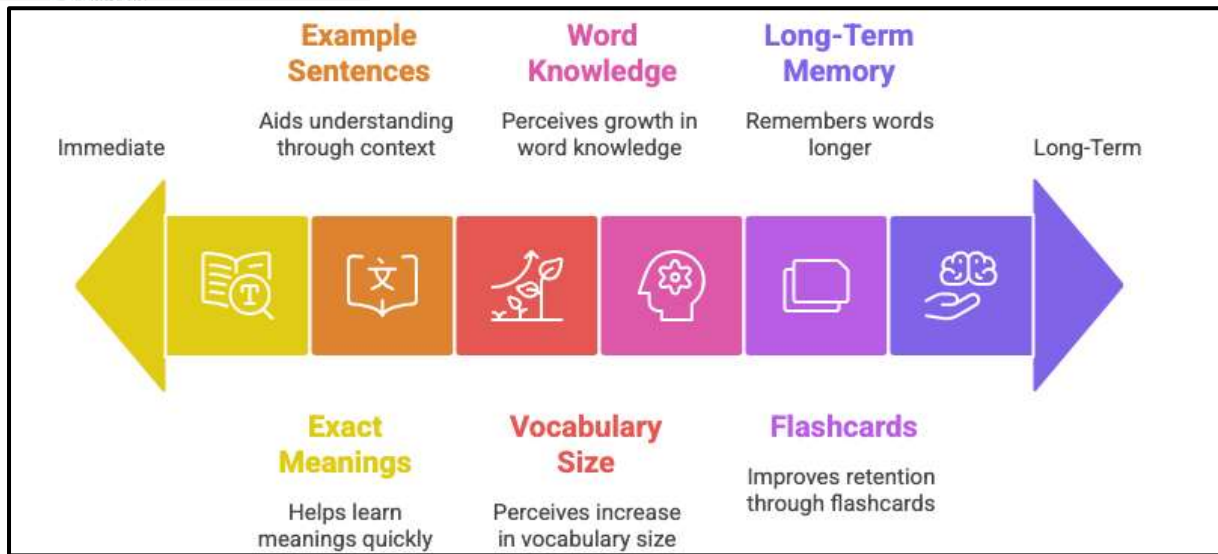 Example
Sentences
Aids understanding
through context
Word
Knowledge
Perceives growth in
word knowledge
Long-Term
Memory
Remembers words
longer
Immediate
Long-Term
T
文
Exact
Meanings
Helps learn
meanings quickly
Vocabulary
Size
Perceives increase
in vocabulary size
Flashcards
Improves retention
through flashcards